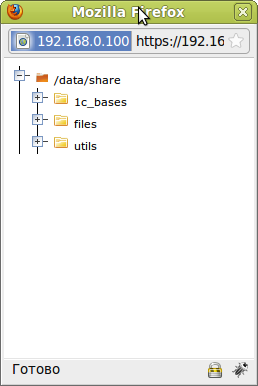 Mozilla Firefox
192.168.0.100 https://192.16
/data/share
1c_bases
files
utils
Готово